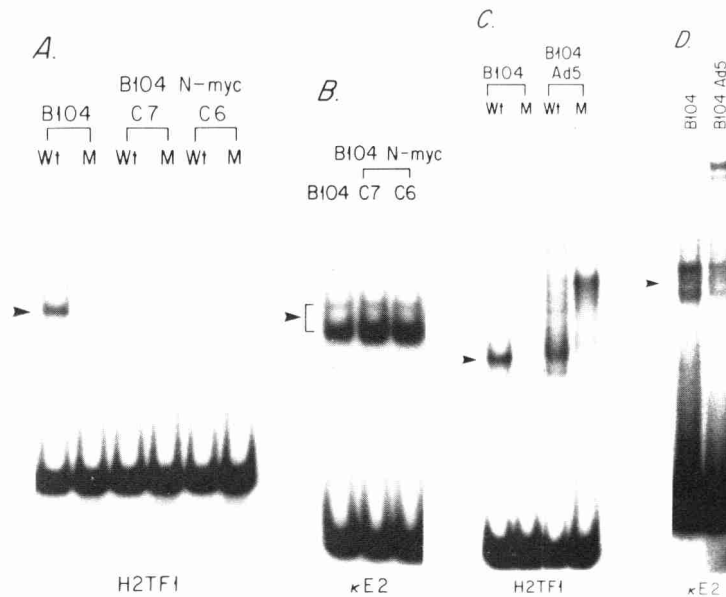 A.
B104 N-myc
B104 C7 C6
Wt M Wt M Wt M
H2TF1
B.
B104 N-myc
B104 C7 C6
κE2
C.
B104
B104 Ad5
Wt M Wt M
H2TF1
D.
B104
B104 Ad5
κE2